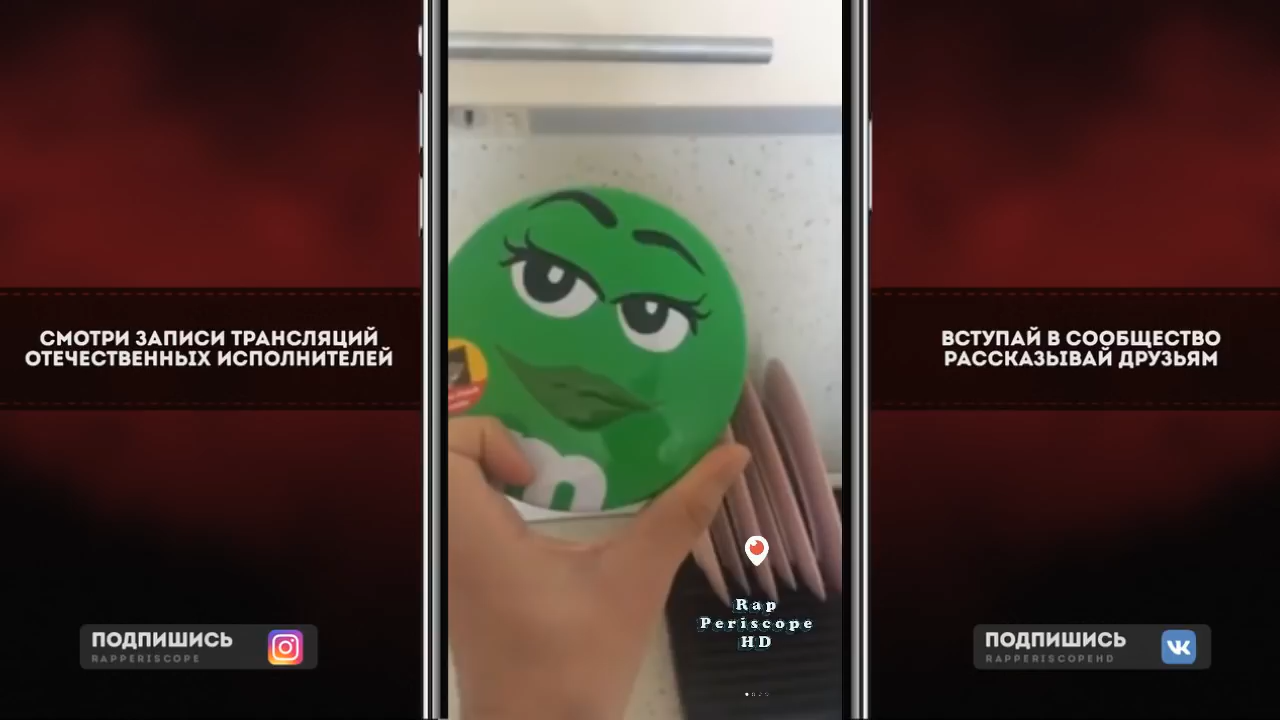 СМОТРИ ЗАПИСИ ТРАНСЛЯЦИЙ
ОТЕЧЕСТВЕННЫХ ИСПОЛНИТЕЛЕЙ
ВСТУПАЙ В СООБЩЕСТВО
РАССКАЗЫВАЙ ДРУЗЬЯМ
m
Rap
Periscope
HD
ПОДПИШИСЬ
RAPPERISCOPE
ПОДПИШИСЬ
RAPPERISCOPEHD